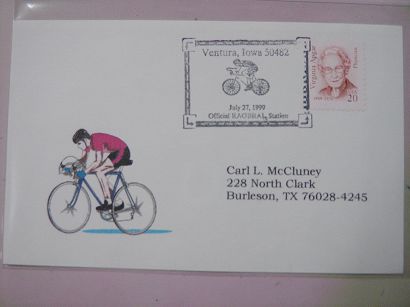 Ventura, Iowa 50482
July 27, 1999
Official RAGBRAI Station
Virginia Apgar
Physician
20
Carl L. McCluney
228 North Clark
Burleson, TX 76028-4245